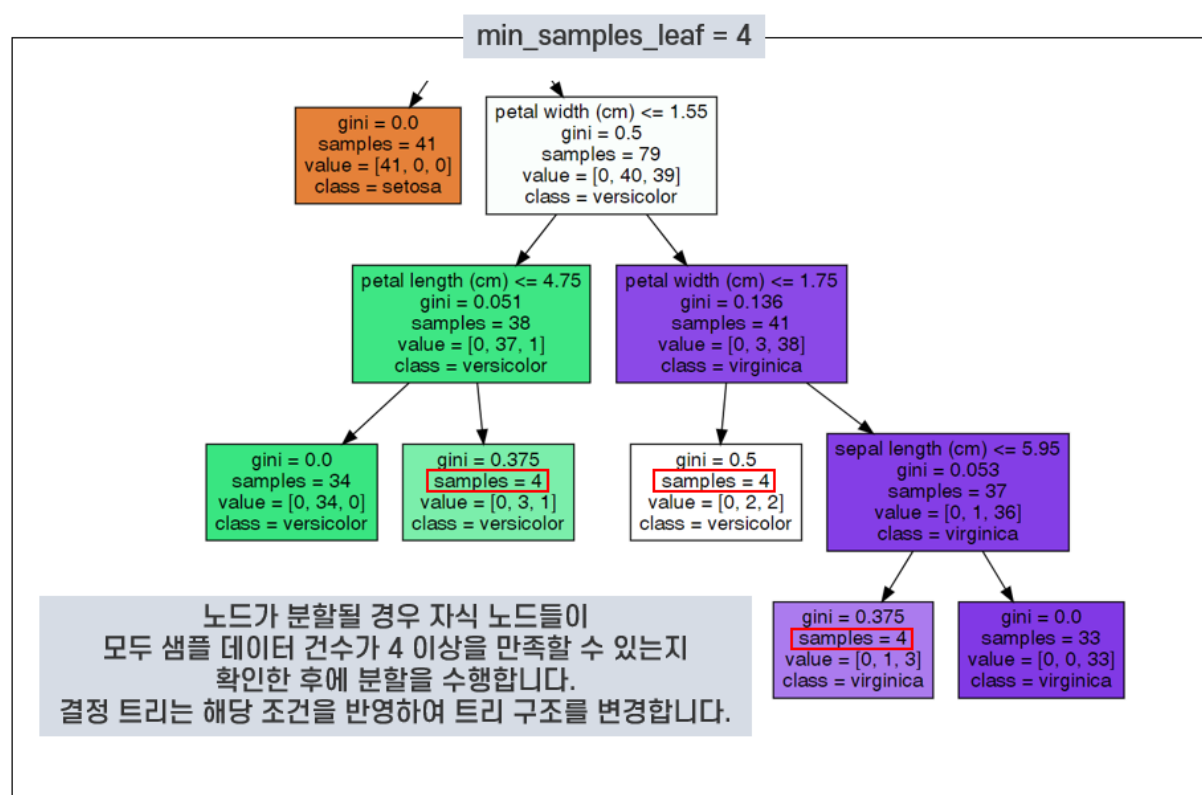 min_samples_leaf = 4
gini = 0.0
samples = 41
value = [41, 0, 0]
class = setosa
petal width (cm) <= 1.55
gini = 0.5
samples = 79
value = [0, 40, 39]
class = versicolor
petal length (cm) <= 4.75
gini = 0.051
samples = 38
value = [0, 37, 1]
class = versicolor
petal width (cm) <= 1.75
gini = 0.136
samples = 41
value = [0, 3, 38]
class = virginica
gini = 0.0
samples = 34
value = [0, 34, 0]
class = versicolor
gini = 0.375
samples = 4
value = [0, 3, 1]
class = versicolor
gini = 0.5
samples = 4
value = [0, 2, 2]
class = versicolor
sepal length (cm) <= 5.95
gini = 0.053
samples = 37
value = [0, 1, 36]
class = virginica
gini = 0.375
samples = 4
value = [0, 1, 3]
class = virginica
gini = 0.0
samples = 33
value = [0, 0, 33]
class = virginica
노드가 분할될 경우 자식 노드들이
모두 샘플 데이터 건수가 4 이상을 만족할 수 있는지
확인한 후에 분할을 수행합니다.
결정 트리는 해당 조건을 반영하여 트리 구조를 변경합니다.